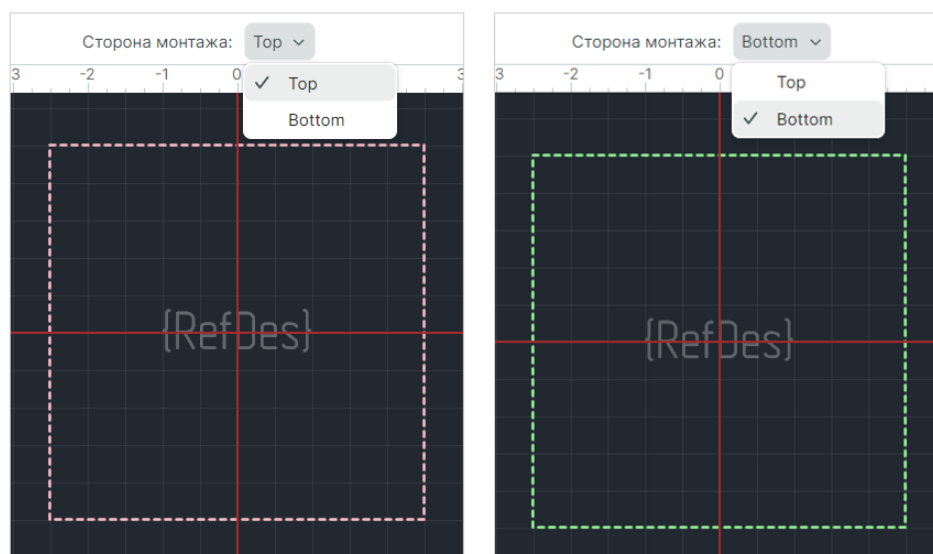 Сторона монтажа: Top
3 -2 -1 0 3
Top
Bottom
{RefDes}
Сторона монтажа: Bottom
3 -2 -1 0
Top
Bottom
{RefDes}